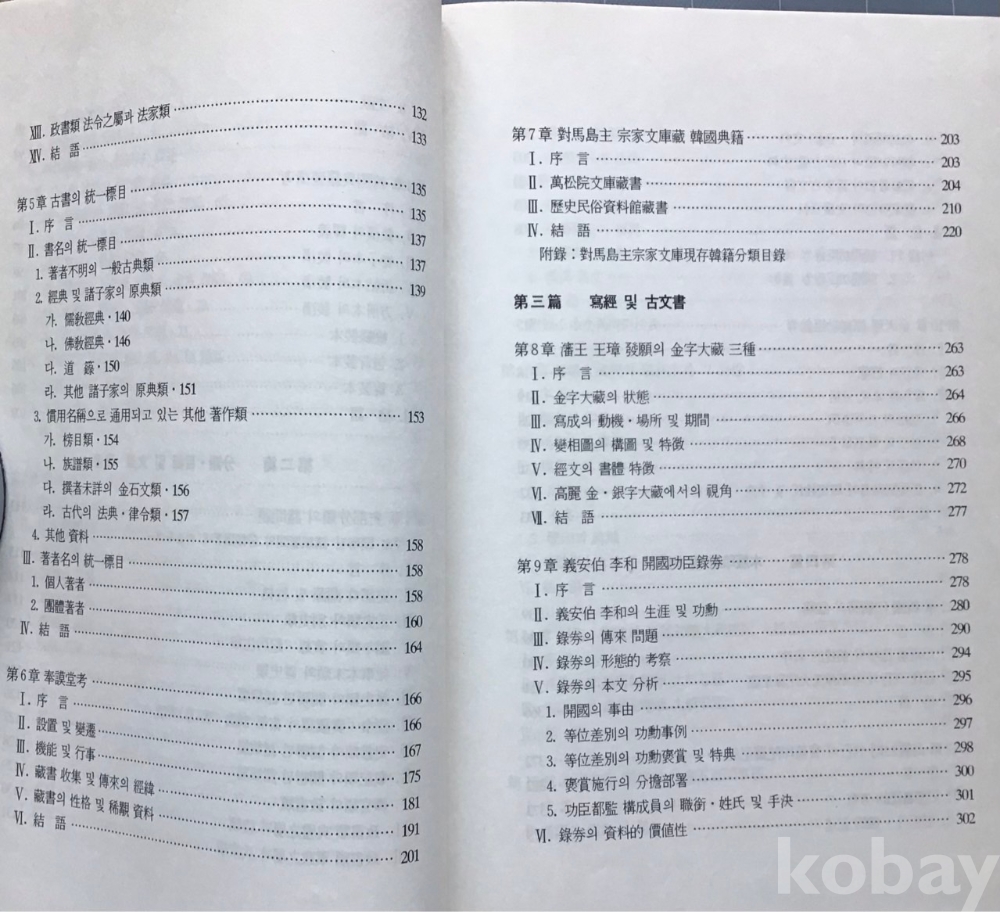 XIII. 政書類 法令之屬과 法家類 132
XIV. 結 語 133
第5章 古書의 統一標目 135
I. 序 言 135
II. 書名의 統一標目 137
1. 著者不明의 一般古典類 137
2. 經典 및 諸子家의 原典類 139
가. 儒敎經典·140
나. 佛敎經典·146
다. 道 藏·150
라. 其他 諸子家의 原典類·151
3. 慣用名稱으로 通用되고 있는 其他 著作類 153
가. 榜目類·154
나. 族譜類·155
다. 撰者未詳의 金石文類·156
라. 古代의 法典·律令類·157
4. 其他 資料 158
III. 著者名의 統一標目 158
1. 個人著者 158
2. 團體著者 160
IV. 結 語 164
第6章 奉謨堂考 166
I. 序 言 166
II. 設置 및 變遷 167
III. 機能 및 行事 175
IV. 藏書 收集 및 傳來의 經緯 181
V. 藏書의 性格 및 稀覯 資料 191
VI. 結 語 201
第7章 對馬島主 宗家文庫藏 韓國典籍 203
I. 序 言 203
II. 萬松院文庫藏書 204
III. 歷史民俗資料館藏書 210
IV. 結 語 220
附錄 : 對馬島主宗家文庫現存韓籍分類目錄
第三篇 寫經 및 古文書
第8章 瀋王 王璋 發願의 金字大藏 三種 263
I. 序 言 263
II. 金字大藏의 狀態 264
III. 寫成의 動機·場所 및 期間 266
IV. 變相圖의 構圖 및 特徵 268
V. 經文의 書體 特徵 270
VI. 高麗 金·銀字大藏에서의 視角 272
VII. 結 語 277
第9章 義安伯 李和 開國功臣錄券 278
I. 序 言 278
II. 義安伯 李和의 生涯 및 功勳 280
III. 錄券의 傳來 問題 290
IV. 錄券의 形態的 考察 294
V. 錄券의 本文 分析 295
1. 開國의 事由 296
2. 等位差別의 功勳事例 297
3. 等位差別의 功勳褒賞 및 特典 298
4. 褒賞施行의 分擔部署 300
5. 功臣都監 構成員의 職銜·姓氏 및 手決 301
VI. 錄券의 資料的 價値性 302
kobay